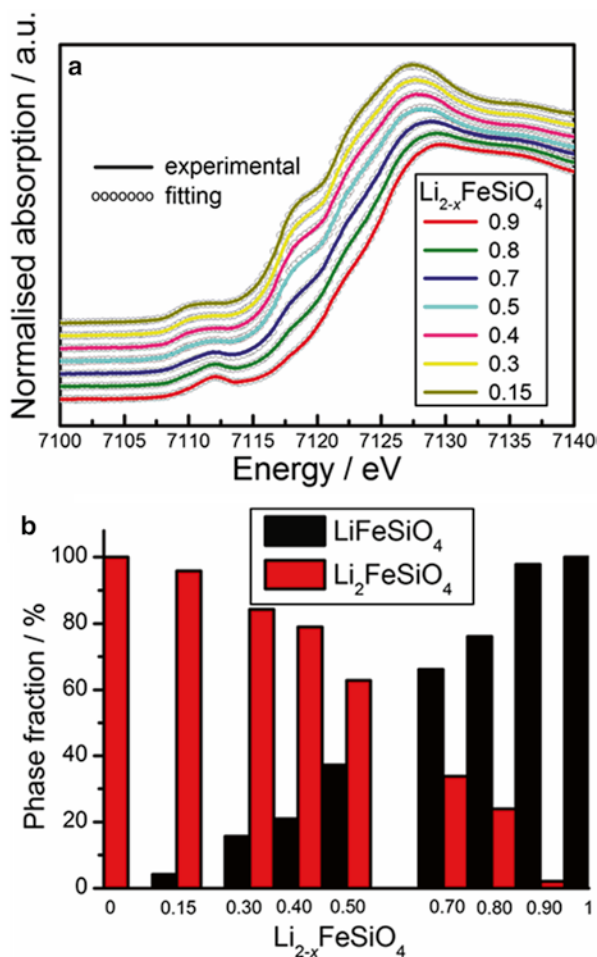 a
Normalised absorption / a.u.
experimental
fitting
Li₂₋ₓFeSiO₄
0.9
0.8
0.7
0.5
0.4
0.3
0.15
7100 7105 7110 7115 7120 7125 7130 7135 7140
Energy / eV
b
LiFeSiO₄
Li₂FeSiO₄
Phase fraction / %
100
80
60
40
20
0
0 0.15 0.30 0.40 0.50 0.70 0.80 0.90 1
Li₂₋ₓFeSiO₄